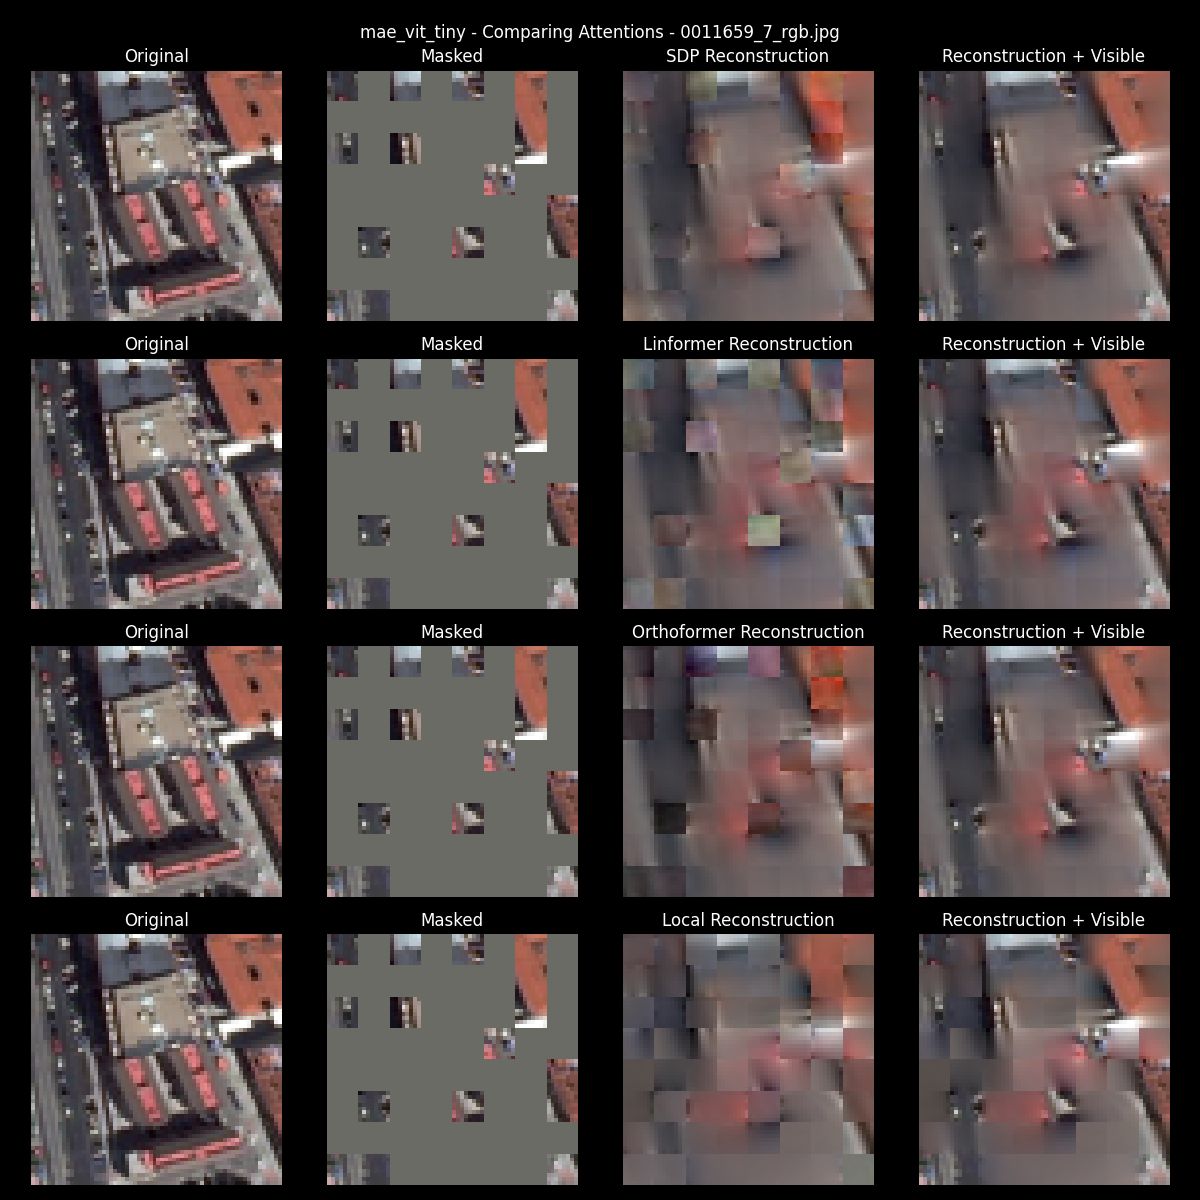 mae_vit_tiny - Comparing Attentions - 0011659_7_rgb.jpg
Original Masked SDP Reconstruction Reconstruction + Visible
Original Masked Linformer Reconstruction Reconstruction + Visible
Original Masked Orthoformer Reconstruction Reconstruction + Visible
Original Masked Local Reconstruction Reconstruction + Visible